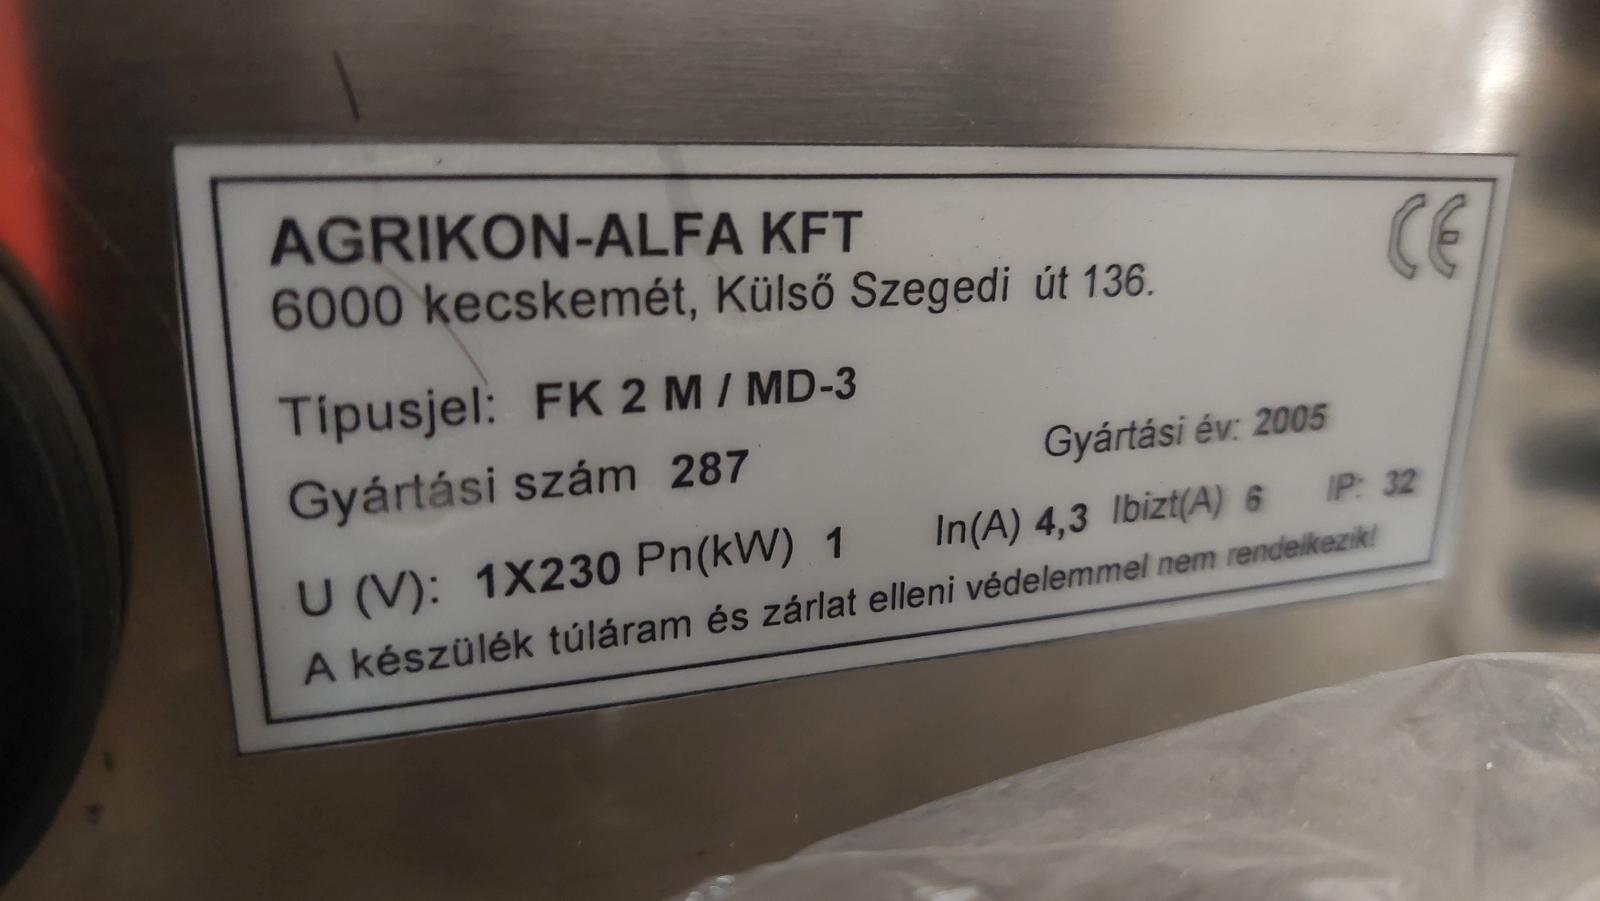 AGRIKON-ALFA KFT
CE
6000 kecskemét, Külső Szegedi út 136.
Típusjel: FK 2 M / MD-3
Gyártási szám 287 Gyártási év: 2005
U (V): 1X230 Pn(kW) 1 In(A) 4,3 Ibizt(A) 6 IP: 32
A készülék túláram és zárlat elleni védelemmel nem rendelkezik!